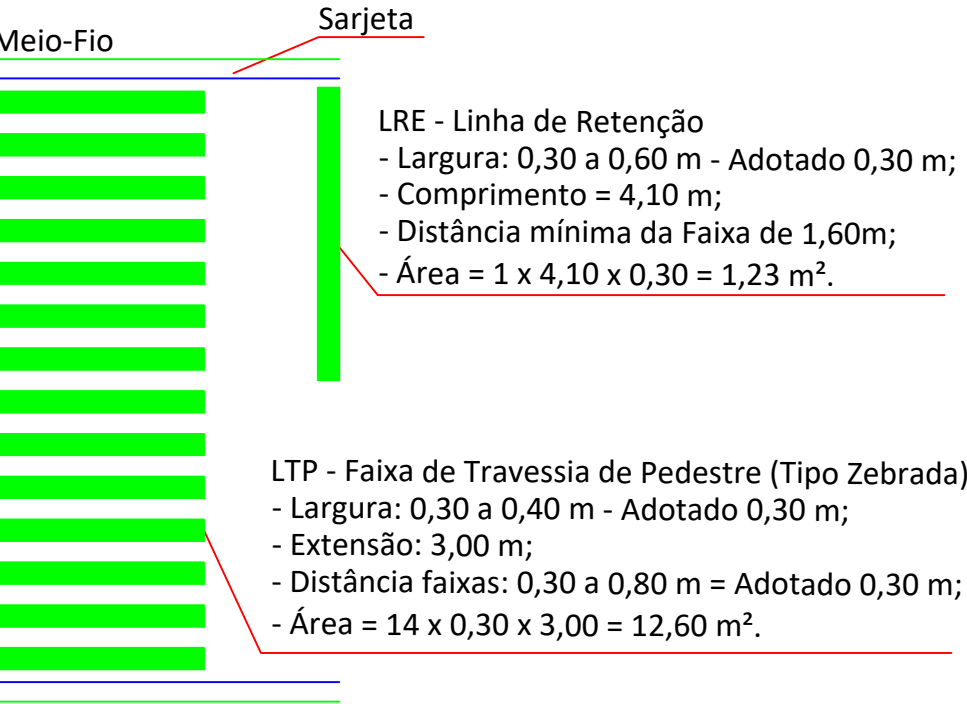 Sarjeta
Meio-Fio
LRE - Linha de Retenção
- Largura: 0,30 a 0,60 m - Adotado 0,30 m;
- Comprimento = 4,10 m;
- Distância mínima da Faixa de 1,60m;
- Área = 1 x 4,10 x 0,30 = 1,23 m².
LTP - Faixa de Travessia de Pedestre (Tipo Zebrada)
- Largura: 0,30 a 0,40 m - Adotado 0,30 m;
- Extensão: 3,00 m;
- Distância faixas: 0,30 a 0,80 m = Adotado 0,30 m;
- Área = 14 x 0,30 x 3,00 = 12,60 m².